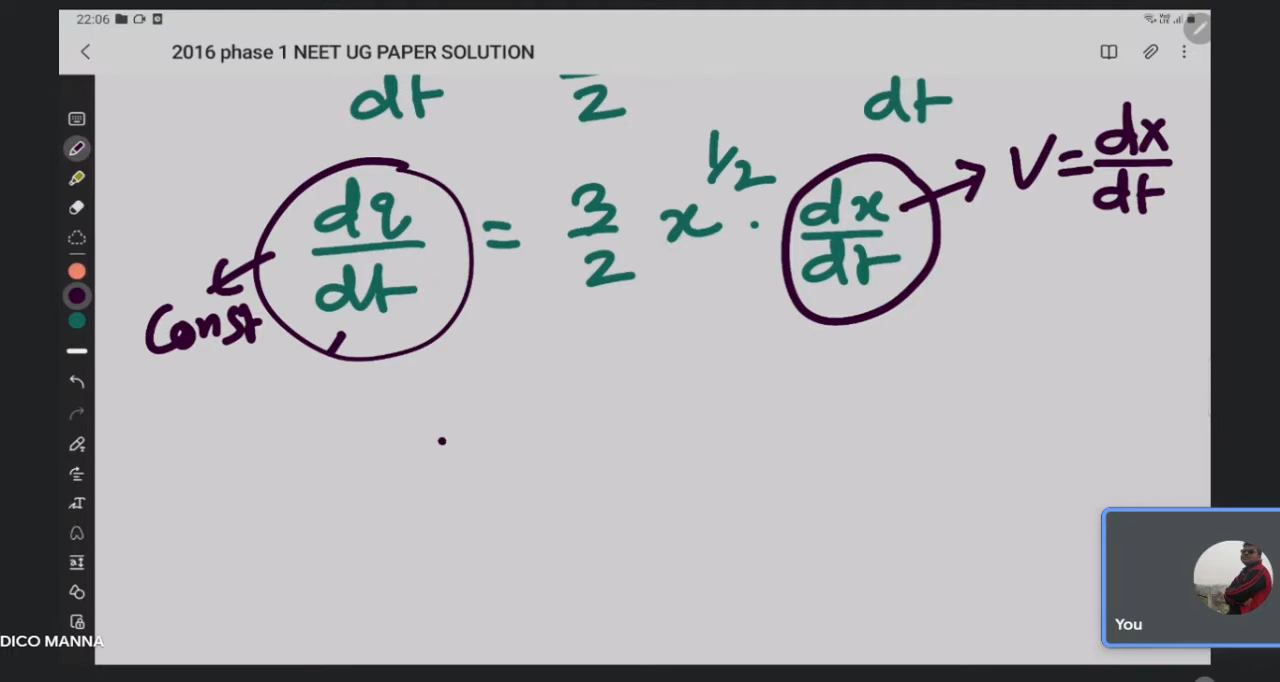 22:06
2016 phase 1 NEET UG PAPER SOLUTION
dt 2 dt
dq/dt = 3/2 x^1/2 · dx/dt → V = dx/dt
Const
You
DICO MANNA